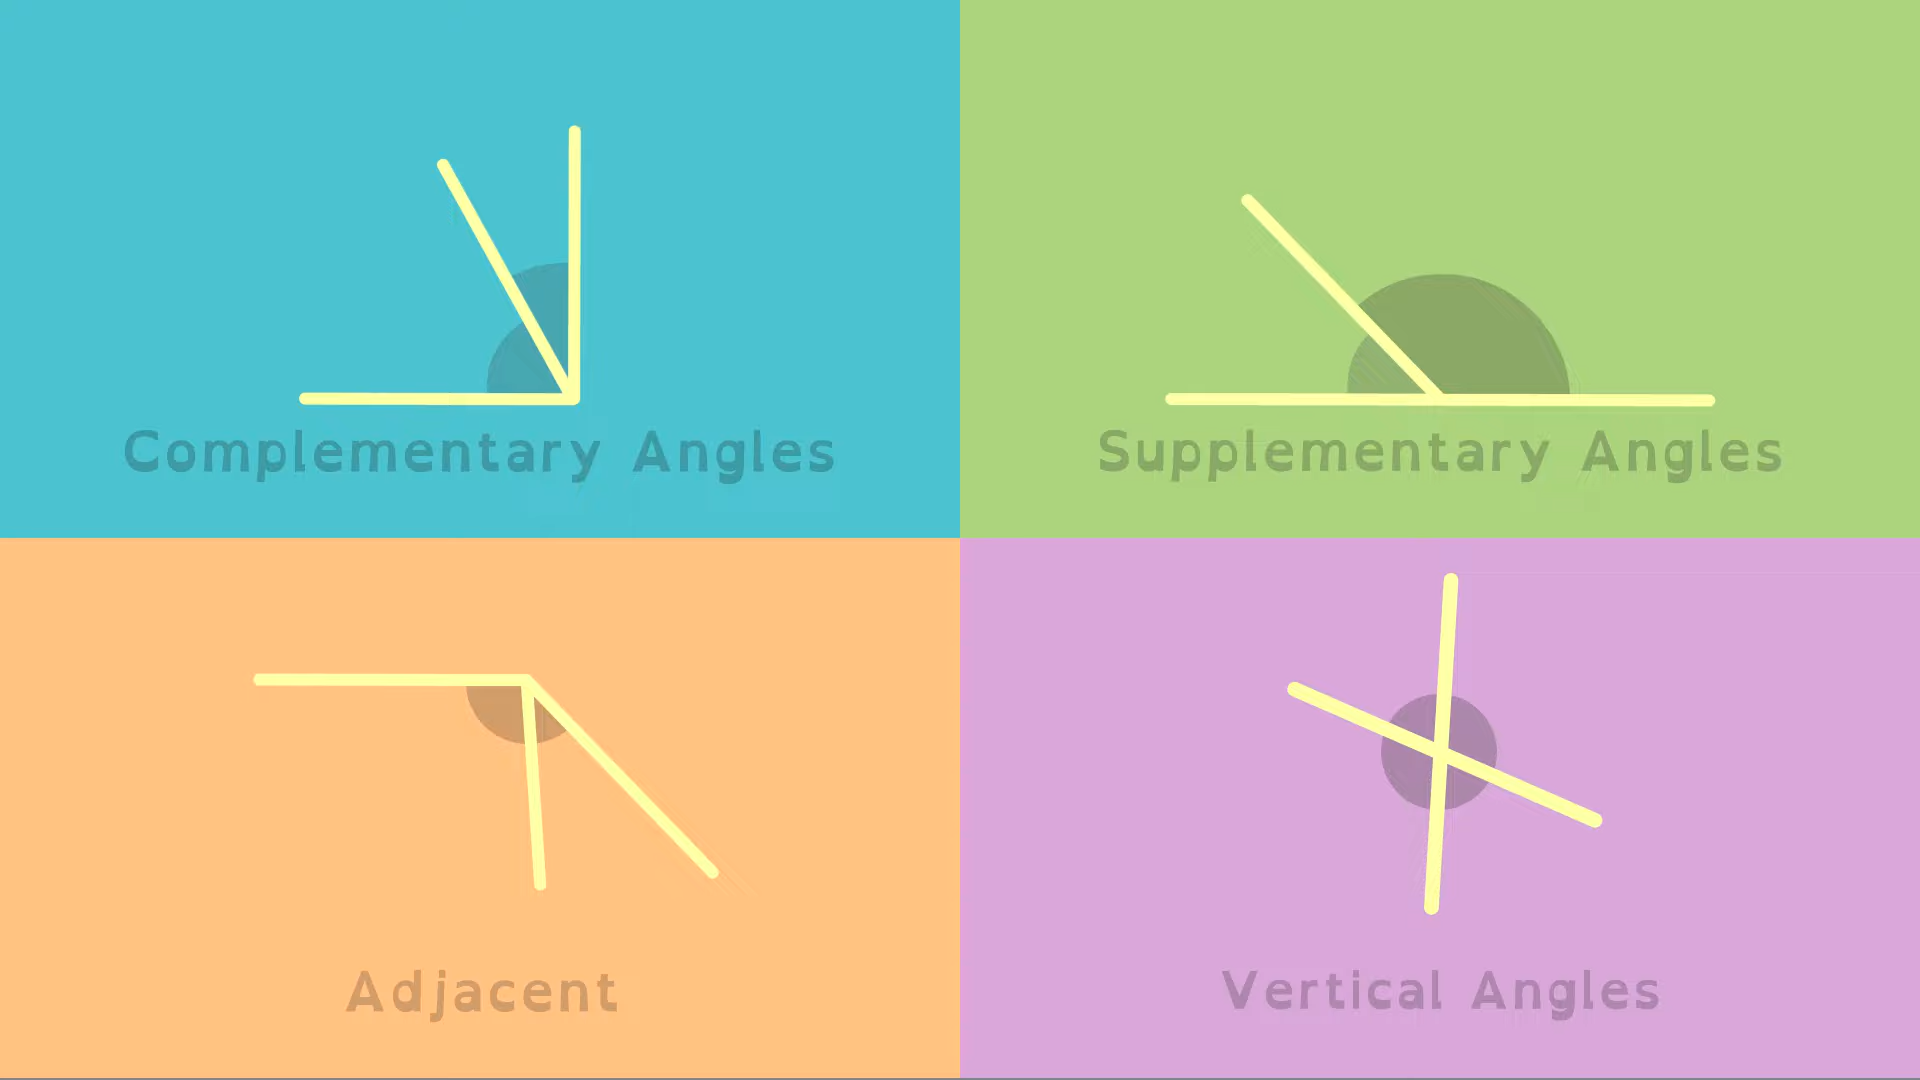 Complementary Angles
Supplementary Angles
Adjacent
Vertical Angles